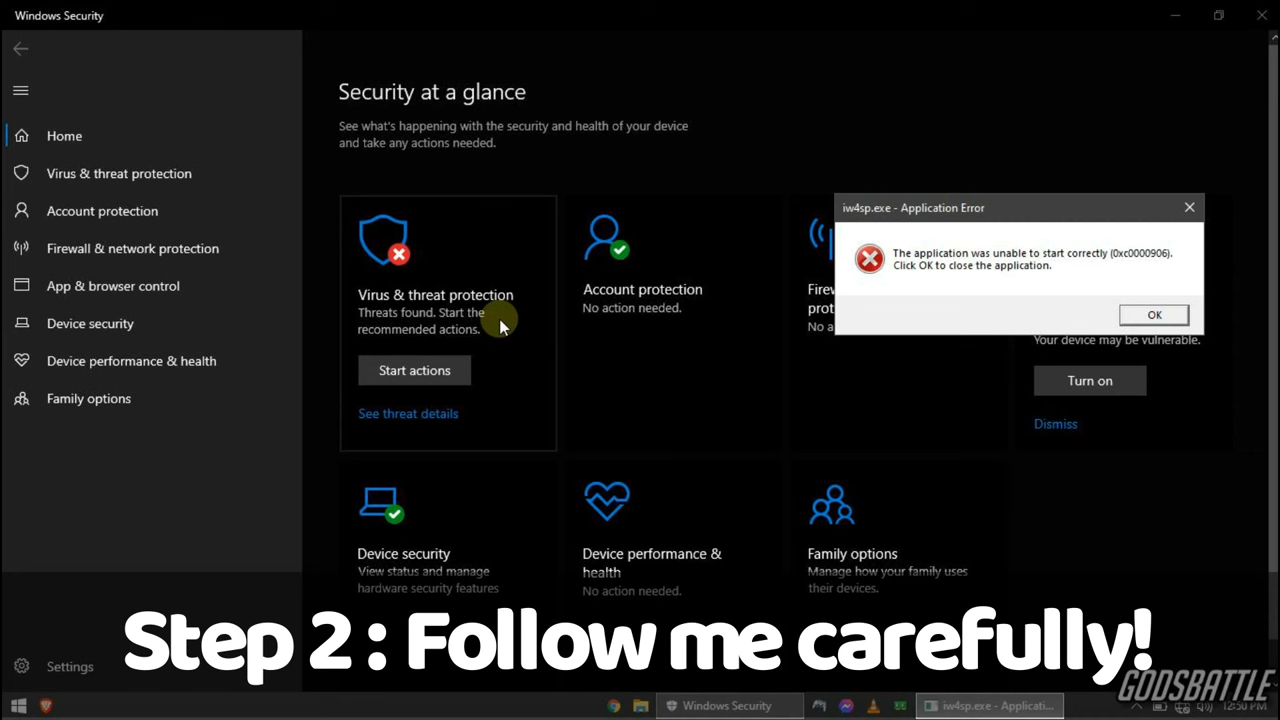 Windows Security
Home
Virus & threat protection
Account protection
Firewall & network protection
App & browser control
Device security
Device performance & health
Family options
Settings
Security at a glance
See what's happening with the security and health of your device
and take any actions needed.
Virus & threat protection
Threats found. Start the
recommended actions.
Start actions
See threat details
Account protection
No action needed.
Your device may be vulnerable.
Turn on
Dismiss
iw4sp.exe - Application Error
The application was unable to start correctly (0xc0000906).
Click OK to close the application.
OK
Device security
View status and manage
hardware security features
Device performance &
health
No action needed.
Family options
Manage how your family uses
their devices.
Step 2 : Follow me carefully!
GODSBATTLE
Windows Security
iw4sp.exe - Applicati...
12:50 PM